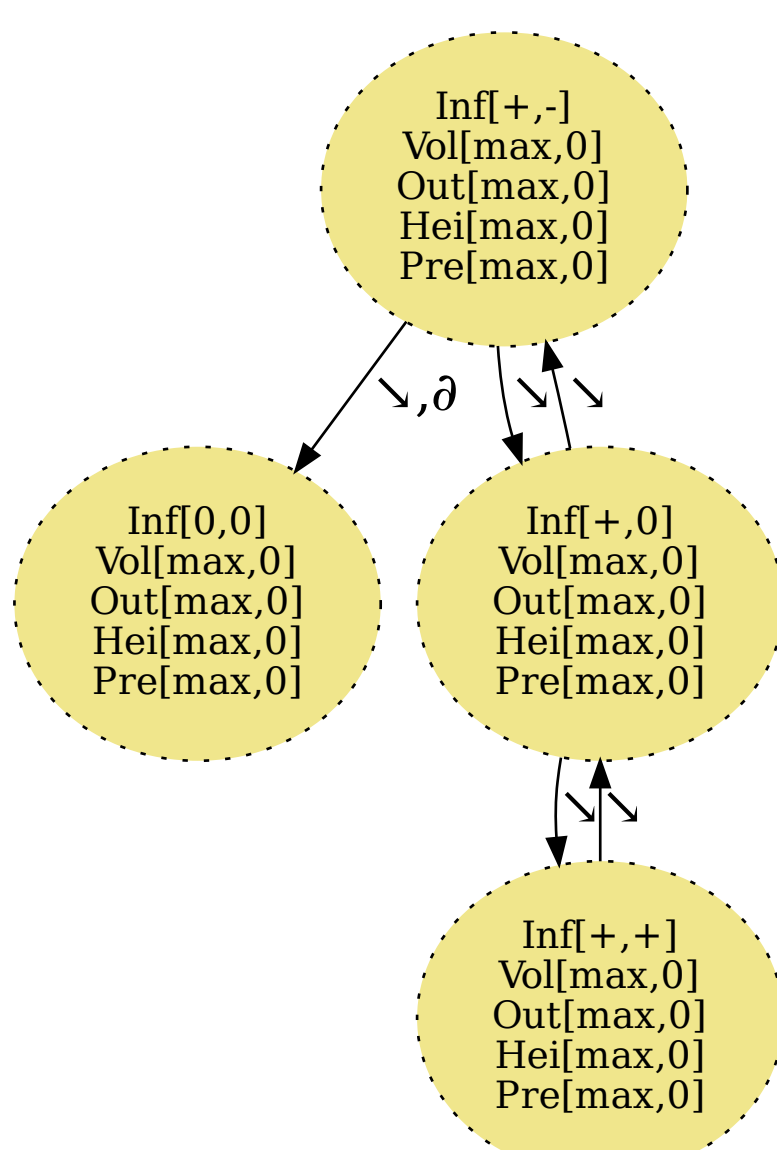 Inf[+,-]
Vol[max,0]
Out[max,0]
Hei[max,0]
Pre[max,0]
↘,∂
↘
↘
Inf[0,0]
Vol[max,0]
Out[max,0]
Hei[max,0]
Pre[max,0]
Inf[+,0]
Vol[max,0]
Out[max,0]
Hei[max,0]
Pre[max,0]
↘
↘
Inf[+,+]
Vol[max,0]
Out[max,0]
Hei[max,0]
Pre[max,0]